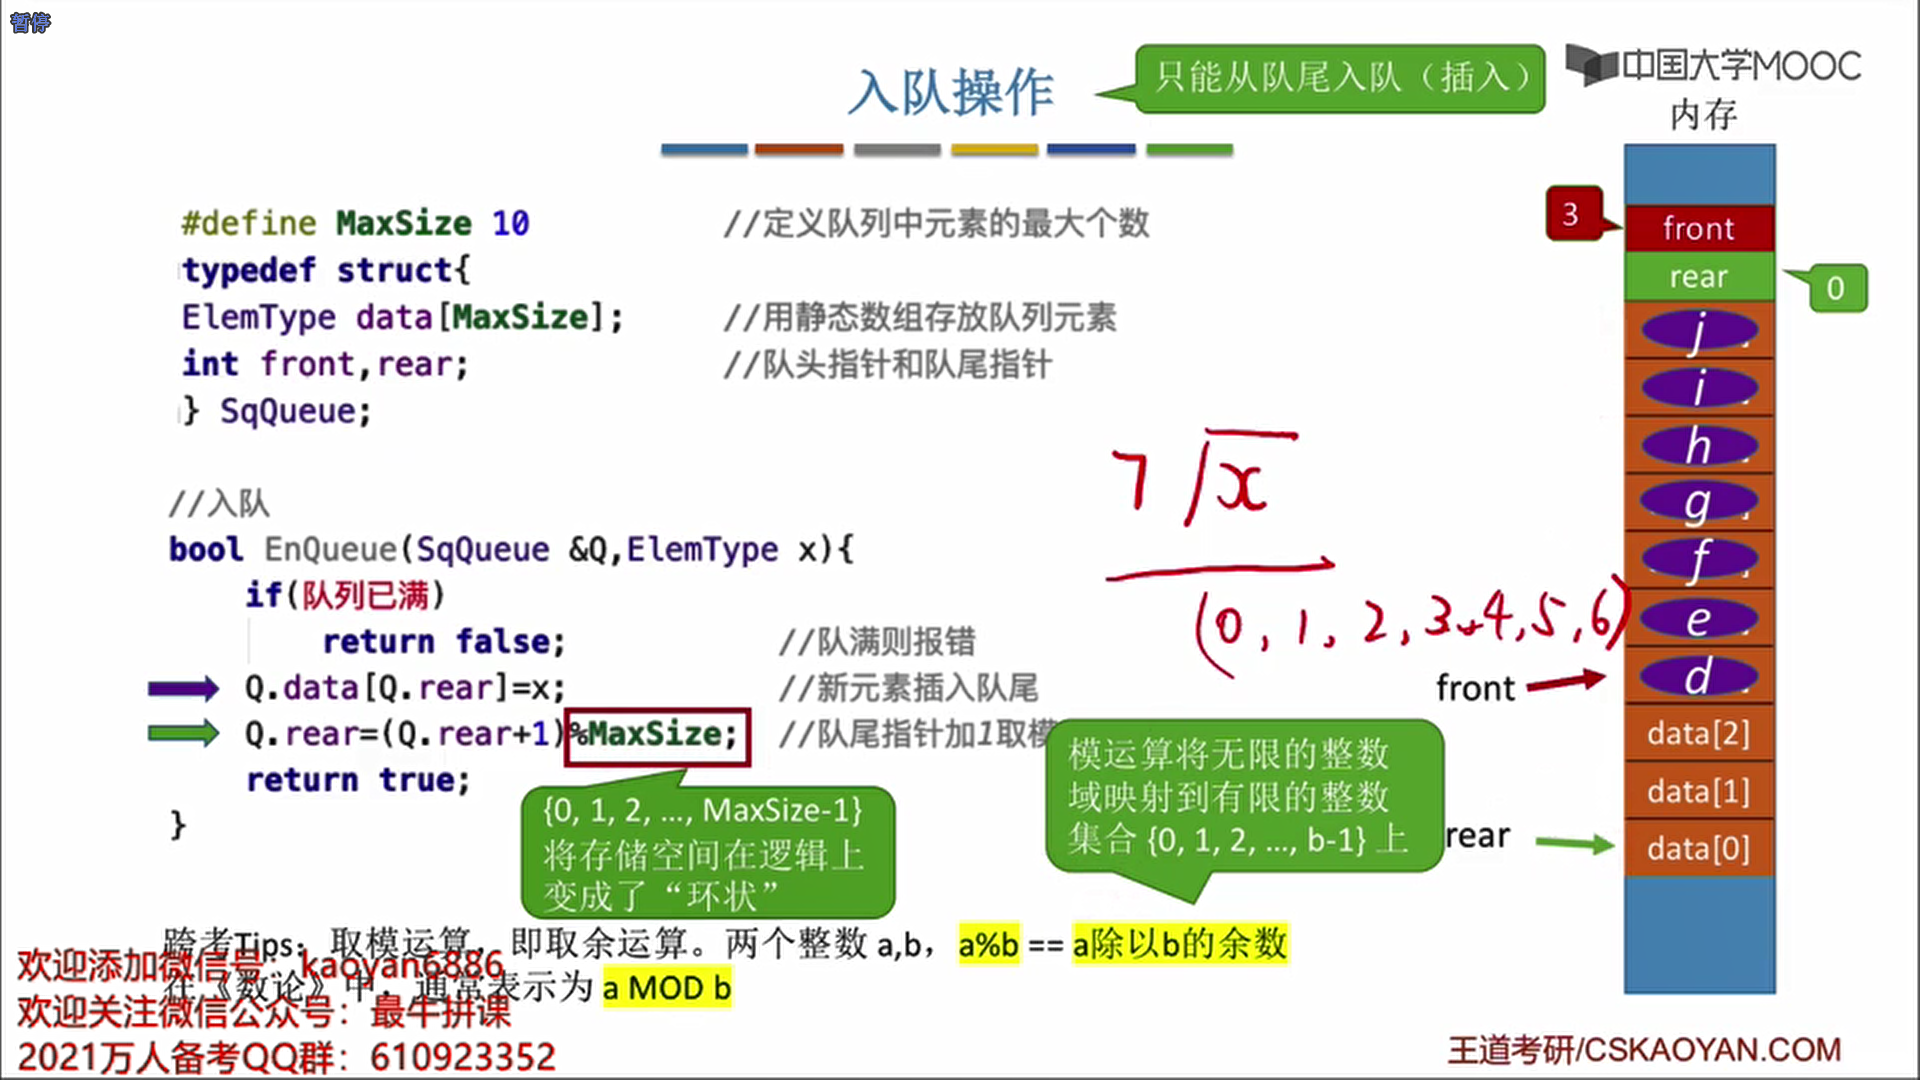 暂停
入队操作
只能从队尾入队（插入）
中国大学MOOC
内存
#define MaxSize 10 //定义队列中元素的最大个数
typedef struct{
ElemType data[MaxSize]; //用静态数组存放队列元素
int front,rear; //队头指针和队尾指针
} SqQueue;
//入队
bool EnQueue(SqQueue &Q,ElemType x){
if(队列已满)
return false; //队满则报错
Q.data[Q.rear]=x; //新元素插入队尾
Q.rear=(Q.rear+1)%MaxSize; //队尾指针加1取模
return true;
}
{0, 1, 2, ..., MaxSize-1}
将存储空间在逻辑上
变成了“环状”
7 x
(0, 1, 2, 3, 4, 5, 6)
模运算将无限的整数
域映射到有限的整数
集合 {0, 1, 2, ..., b-1} 上
3
front
rear
0
j
i
h
g
f
e
d
front
data[2]
data[1]
rear
data[0]
跨考Tips：取模运算，即取余运算。两个整数 a,b，a%b == a除以b的余数
在《数论》中，通常表示为 a MOD b
欢迎添加微信号：kaoyan6886
欢迎关注微信公众号：最牛拼课
2021万人备考QQ群：610923352
王道考研/CSKAOYAN.COM